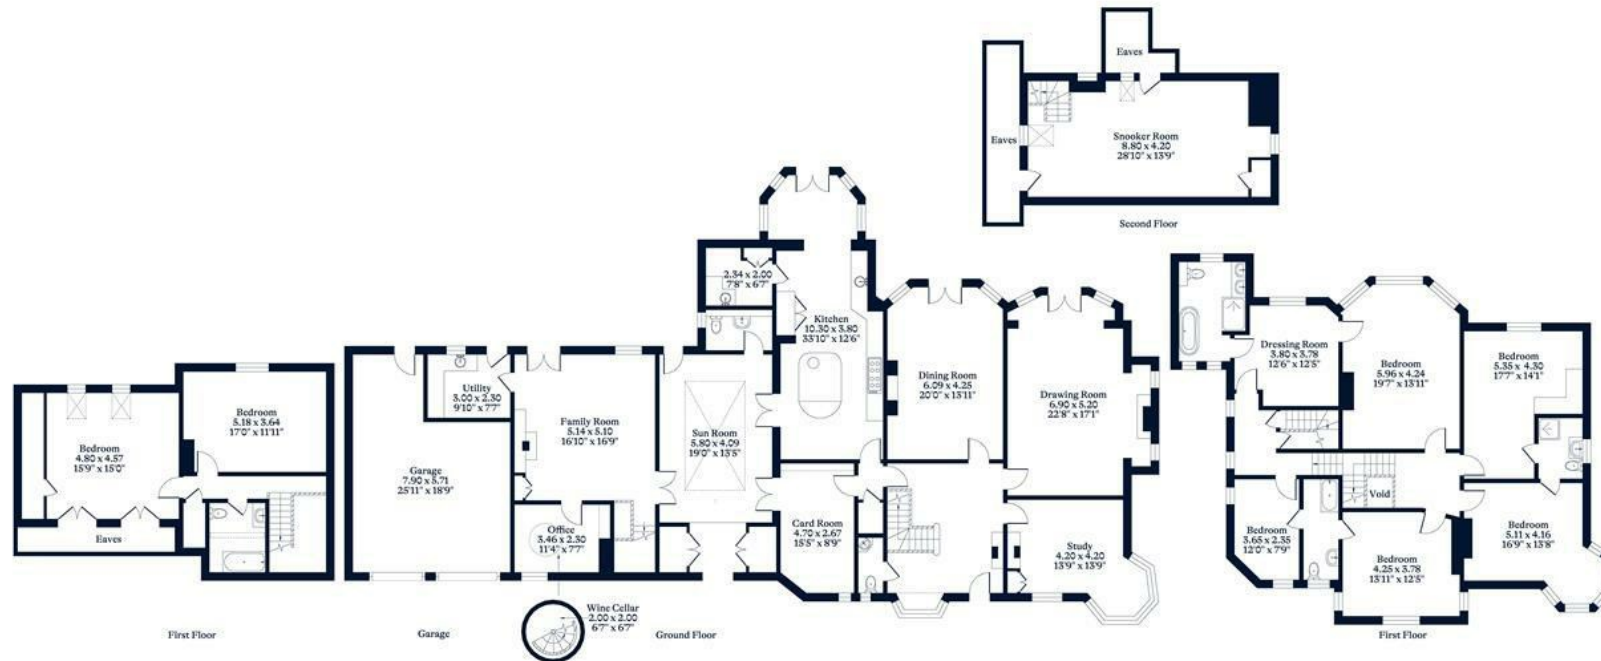 Eaves
Eaves
Snooker Room
8.80 x 4.20
28'10" x 13'9"
Second Floor
2.34 x 2.00
7'8" x 6'7"
Kitchen
10.30 x 3.80
33'10" x 12'6"
Dining Room
6.09 x 4.25
20'0" x 13'11"
Drawing Room
6.90 x 5.20
22'8" x 17'1"
Utility
3.00 x 2.30
9'10" x 7'7"
Family Room
5.14 x 5.10
16'10" x 16'9"
Sun Room
5.80 x 4.09
19'0" x 13'5"
Garage
7.90 x 5.71
25'11" x 18'9"
Office
3.46 x 2.30
11'4" x 7'7"
Card Room
4.70 x 2.67
15'5" x 8'9"
Study
4.20 x 4.20
13'9" x 13'9"
Wine Cellar
2.00 x 2.00
6'7" x 6'7"
Garage
Ground Floor
Bedroom
5.18 x 3.64
17'0" x 11'11"
Bedroom
4.80 x 4.57
15'9" x 15'0"
Eaves
First Floor
Dressing Room
3.80 x 3.78
12'6" x 12'5"
Bedroom
5.96 x 4.24
19'7" x 13'11"
Bedroom
5.35 x 4.30
17'7" x 14'1"
Void
Bedroom
3.65 x 2.35
12'0" x 7'9"
Bedroom
4.25 x 3.78
13'11" x 12'5"
Bedroom
5.11 x 4.16
16'9" x 13'8"
First Floor